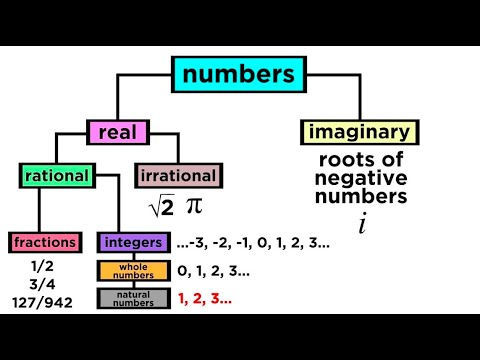 numbers
real
imaginary
rational
irrational
roots of
negative
numbers
i
√2 π
fractions
integers
...-3, -2, -1, 0, 1, 2, 3...
1/2
3/4
127/942
whole
numbers
0, 1, 2, 3...
natural
numbers
1, 2, 3...